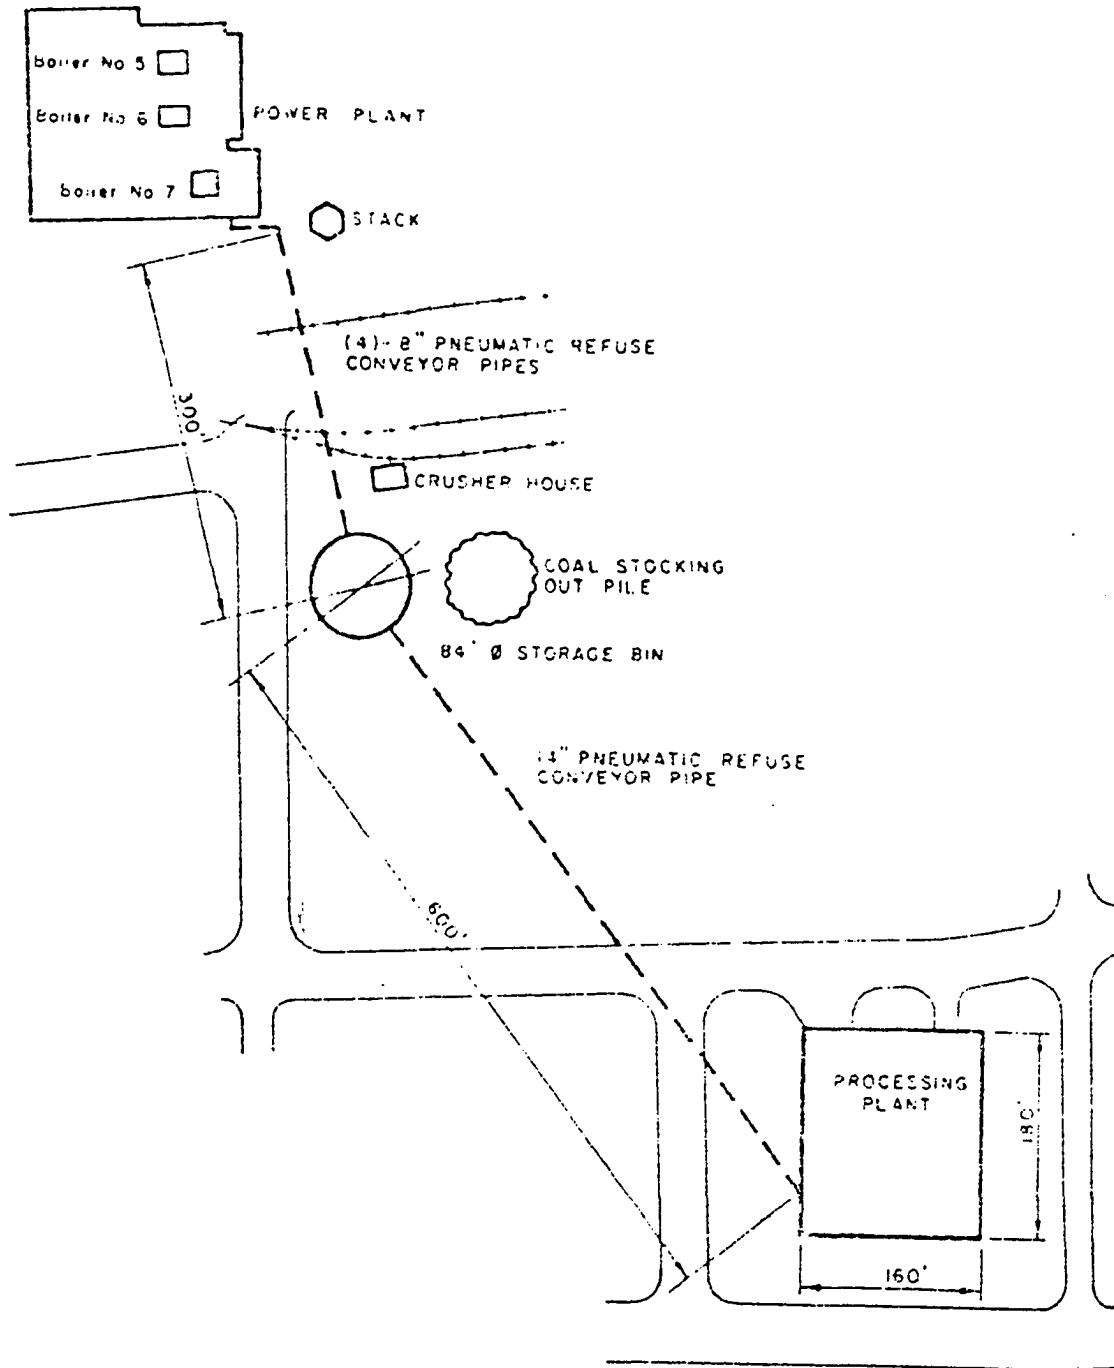 Boiler No 5
Boiler No 6
POWER PLANT
Boiler No 7
STACK
(4)-8" PNEUMATIC REFUSE
CONVEYOR PIPES
300'
CRUSHER HOUSE
COAL STOCKING
OUT PILE
84' Ø STORAGE BIN
14" PNEUMATIC REFUSE
CONVEYOR PIPE
600'
PROCESSING
PLANT
180'
160'